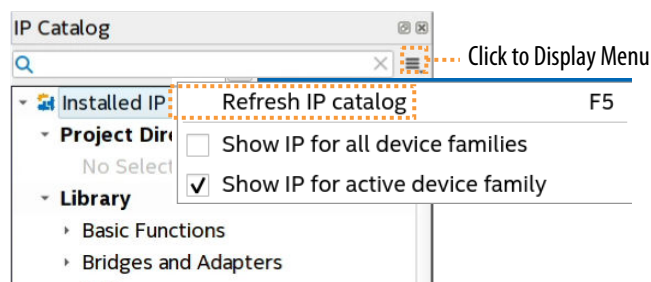 IP Catalog
Click to Display Menu
Installed IP
Refresh IP catalog F5
Project Dire
Show IP for all device families
No Select
Show IP for active device family
Library
Basic Functions
Bridges and Adapters